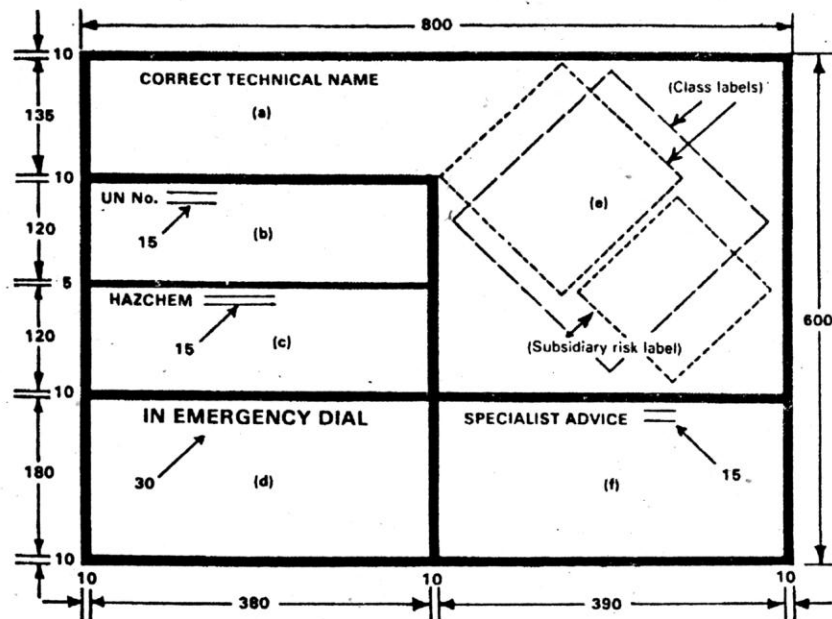 800
10
CORRECT TECHNICAL NAME
(Class labels)
135
(a)
10
UN No.
(e)
120
15
(b)
5
HAZCHEM
600
120
15
(c)
(Subsidiary risk label)
10
IN EMERGENCY DIAL
SPECIALIST ADVICE
180
30
(d)
(f)
15
10
10
10
10
380
390